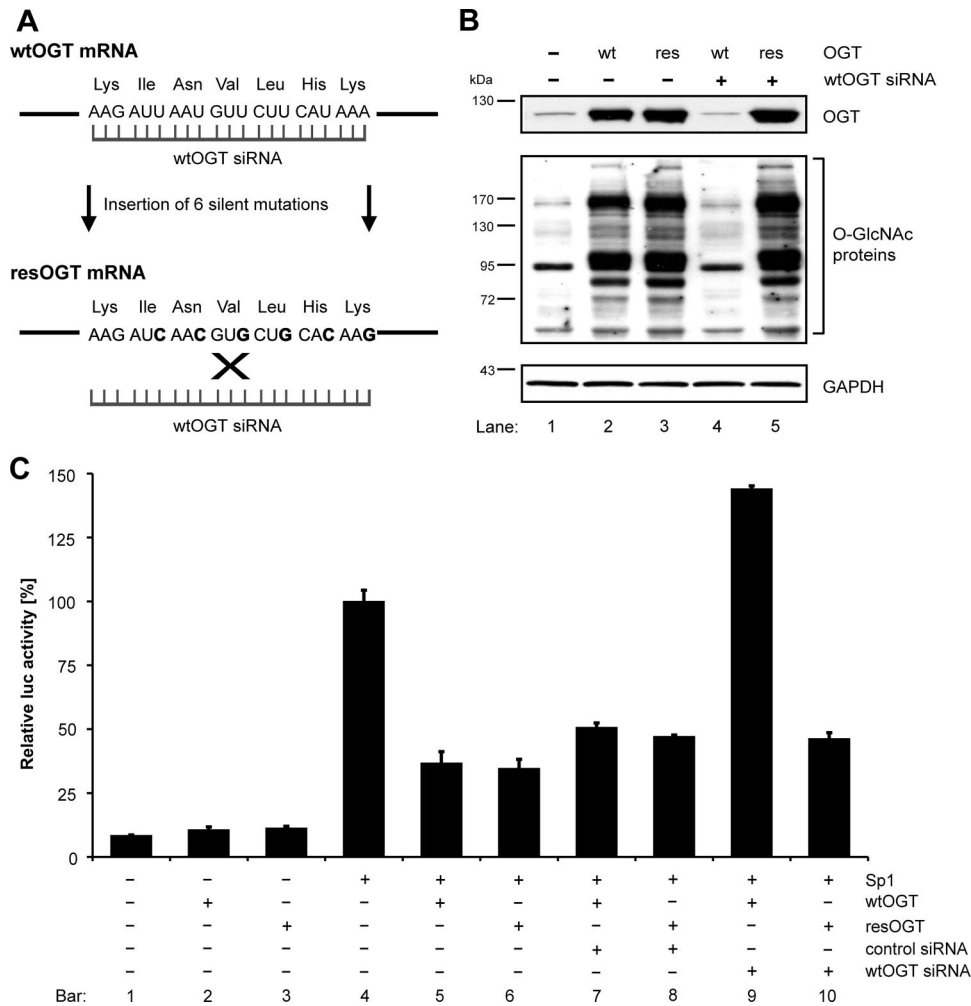 A
wtOGT mRNA
Lys Ile Asn Val Leu His Lys
AAG AUU AAU GUU CUU CAU AAA
wtOGT siRNA
Insertion of 6 silent mutations
resOGT mRNA
Lys Ile Asn Val Leu His Lys
AAG AUC AAC GUG CUG CAC AAG
wtOGT siRNA
B
– wt res wt res OGT
– – – + + wtOGT siRNA
kDa
130
OGT
170
130
95
72
O-GlcNAc
proteins
43
GAPDH
Lane: 1 2 3 4 5
C
Relative luc activity [%]
150
100
75
50
25
0
– – – + + + + + + + Sp1
– + – – + – + – + – wtOGT
– – + – – + – + – + resOGT
– – – – – – + + – – control siRNA
– – – – – – – – + + wtOGT siRNA
Bar: 1 2 3 4 5 6 7 8 9 10